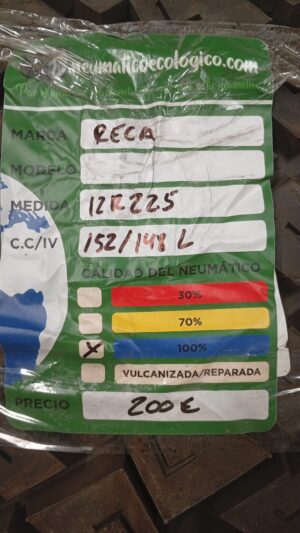 neumaticoecologico.com
MARCA RECA
MODELO
MEDIDA 12R225
C.C/IV 152/148 L
CALIDAD DEL NEUMÁTICO
30%
70%
X 100%
VULCANIZADA/REPARADA
PRECIO 200€